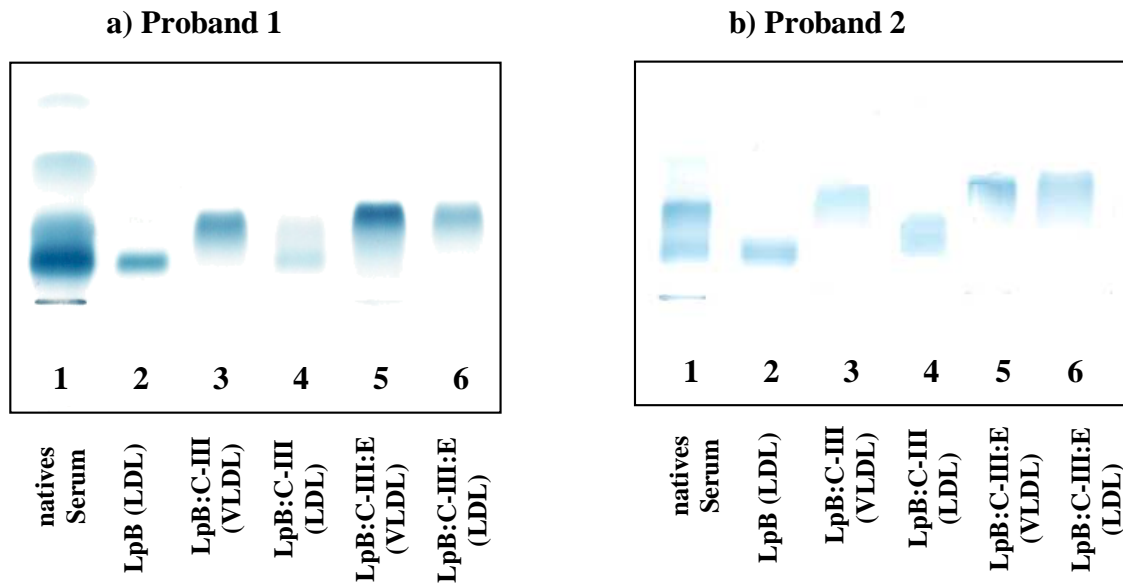 a) Proband 1
b) Proband 2
1 2 3 4 5 6
natives
Serum
LpB (LDL)
LpB:C-III
(VLDL)
LpB:C-III
(LDL)
LpB:C-III:E
(VLDL)
LpB:C-III:E
(LDL)
1 2 3 4 5 6
natives
Serum
LpB (LDL)
LpB:C-III
(VLDL)
LpB:C-III
(LDL)
LpB:C-III:E
(VLDL)
LpB:C-III:E
(LDL)